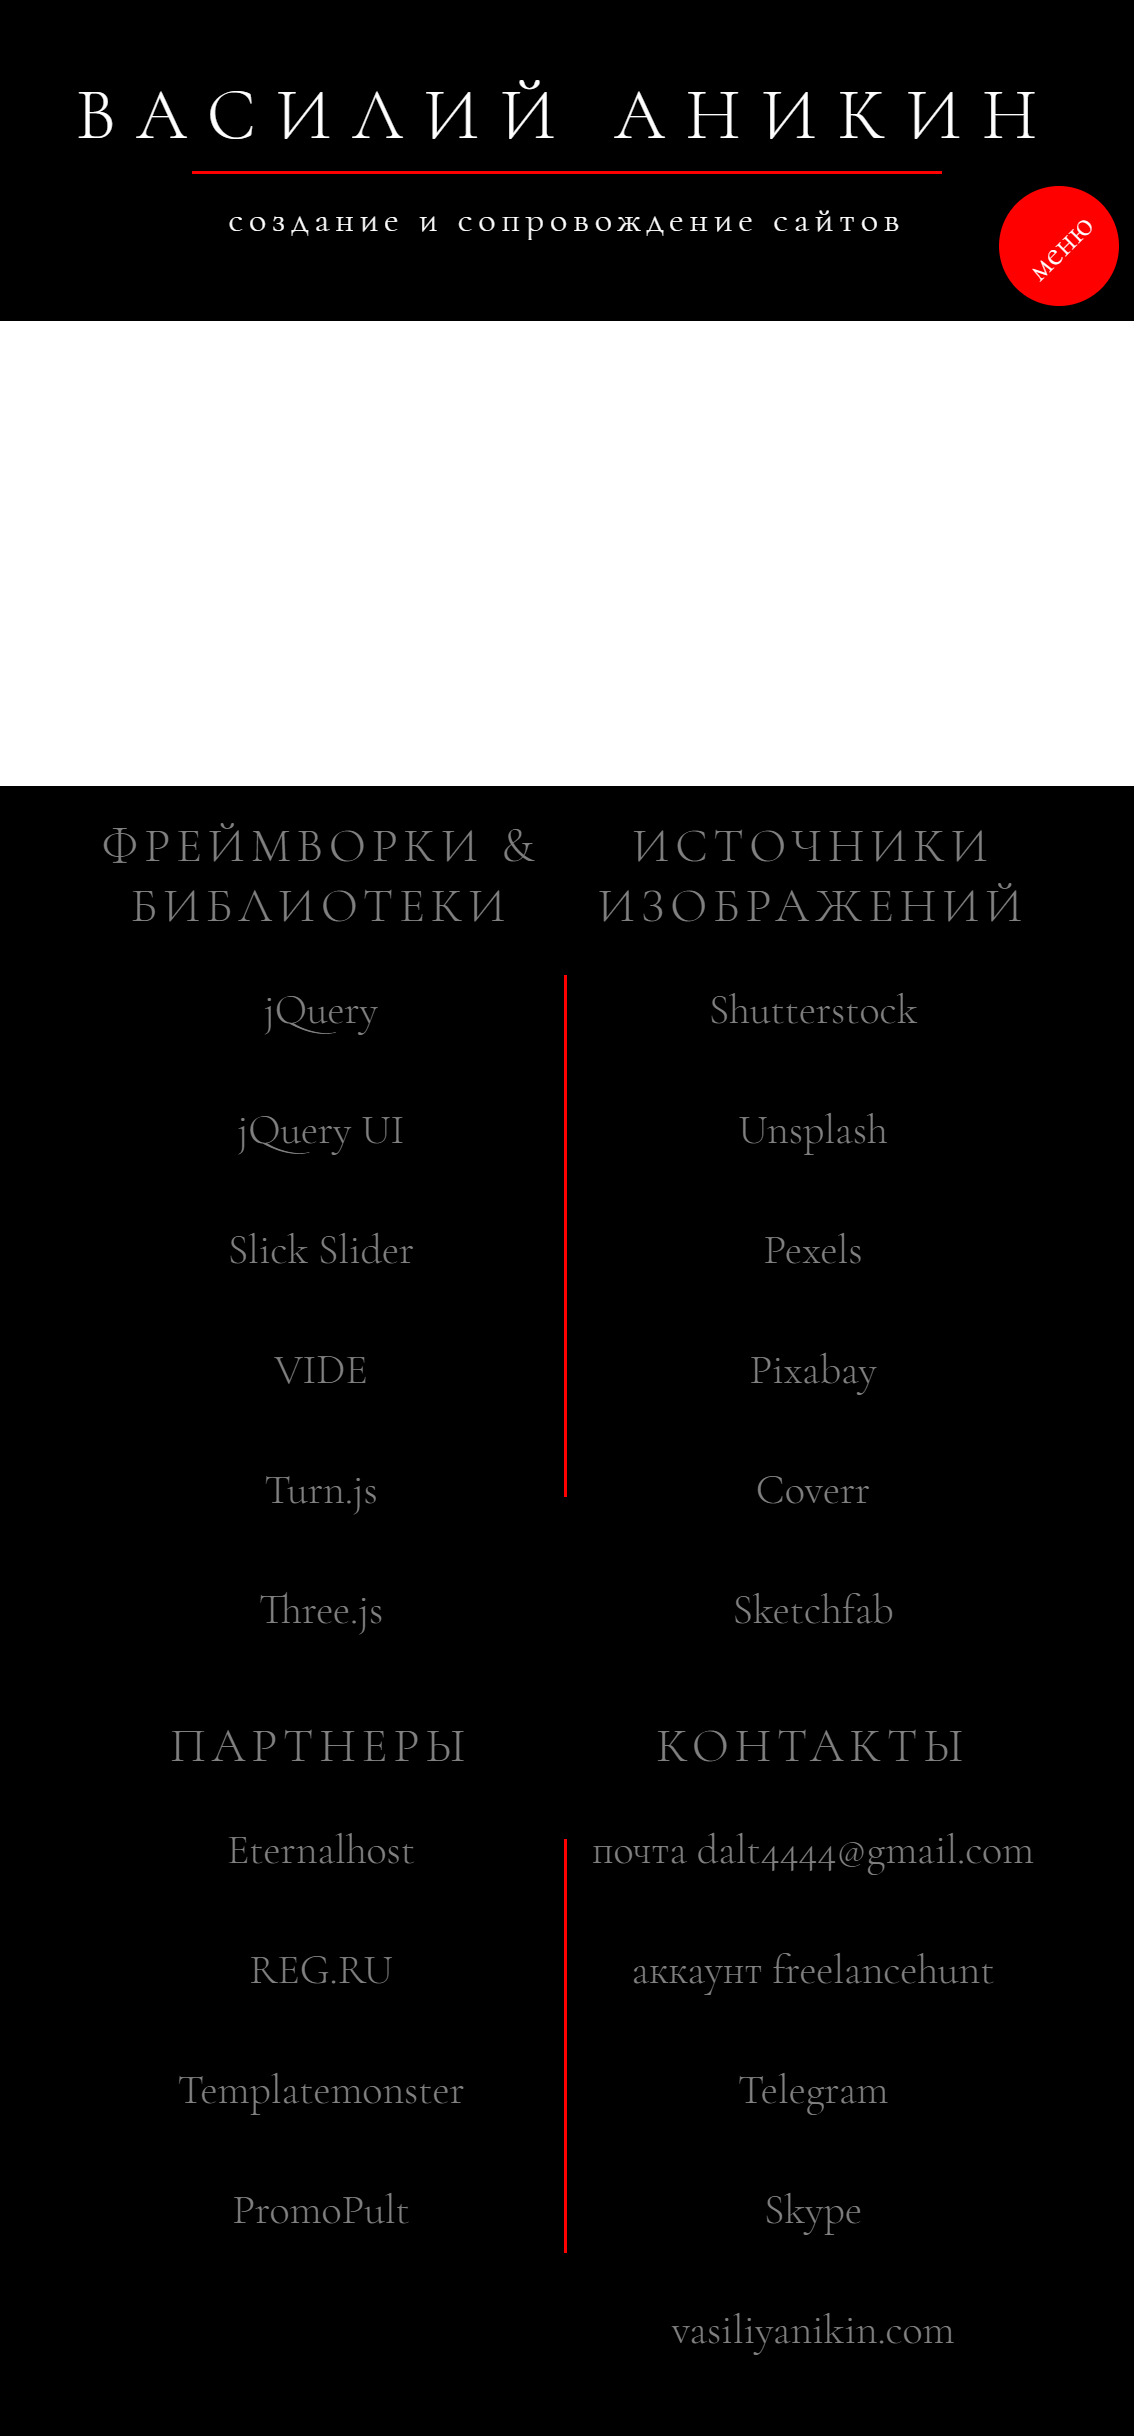 ВАСИЛИЙ АНИКИН
создание и сопровождение сайтов
меню
ФРЕЙМВОРКИ &
БИБЛИОТЕКИ
jQuery
jQuery UI
Slick Slider
VIDE
Turn.js
Three.js
ИСТОЧНИКИ
ИЗОБРАЖЕНИЙ
Shutterstock
Unsplash
Pexels
Pixabay
Coverr
Sketchfab
ПАРТНЕРЫ
Eternalhost
REG.RU
Templatemonster
PromoPult
КОНТАКТЫ
почта dalt4444@gmail.com
аккаунт freelancehunt
Telegram
Skype
vasiliyanikin.com